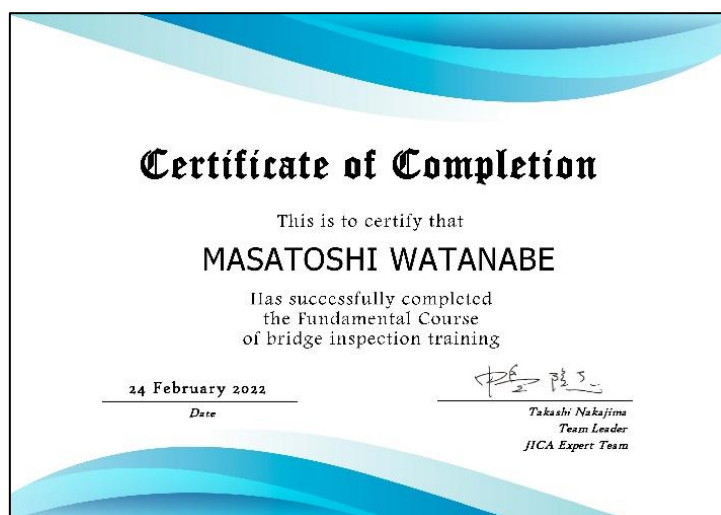 Certificate of Completion
This is to certify that
MASATOSHI WATANABE
Has successfully completed
the Fundamental Course
of bridge inspection training
24 February 2022
Date
Takashi Nakajima
Team Leader
JICA Expert Team